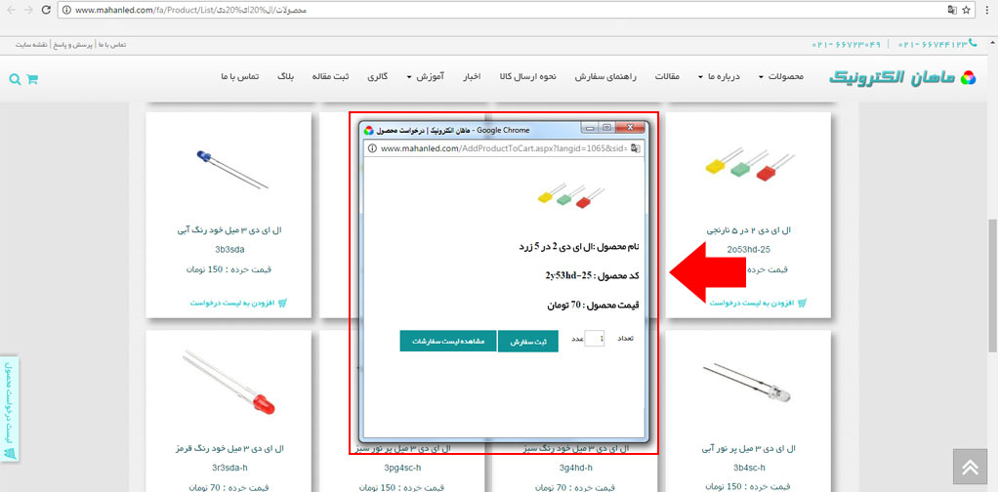 www.mahanled.com/fa/Product/List/محصولات/ال%20ای%20دی
تماس با ما | پرسش و پاسخ | نقشه سایت
۰۲۱- ۶۶۷۲۳۰۴۹ | ۰۲۱- ۶۶۷۴۴۱۲۳
ماهان الکترونیک
محصولات
درباره ما
مقالات
راهنمای سفارش
نحوه ارسال کالا
اخبار
آموزش
گالری
ثبت مقاله
بلاگ
تماس با ما
ماهان الکترونیک | درخواست محصول - Google Chrome
www.mahanled.com/AddProductToCart.aspx?langid=1065&sid=
نام محصول :ال ای دی 2 در 5 زرد
کد محصول : 2y53hd-25
قیمت محصول : 70 تومان
تعداد 1 عدد
ثبت سفارش
مشاهده لیست سفارشات
ال ای دی ۲ در ۵ نارنجی
2o53hd-25
قیمت خرده :
افزودن به لیست درخواست
ال ای دی ۳ میل خود رنگ آبی
3b3sda
قیمت خرده : 150 تومان
افزودن به لیست درخواست
ال ای دی ۳ میل پر نور آبی
3b4sc-h
قیمت خرده : 150 تومان
ال ای دی ۳ میل خود رنگ سبز
3g4hd-h
قیمت خرده : 70 تومان
ال ای دی ۳ میل پر نور سبز
3pg4sc-h
قیمت خرده : 150 تومان
ال ای دی ۳ میل خود رنگ قرمز
3r3sda-h
قیمت خرده : 70 تومان
لیست درخواست محصول